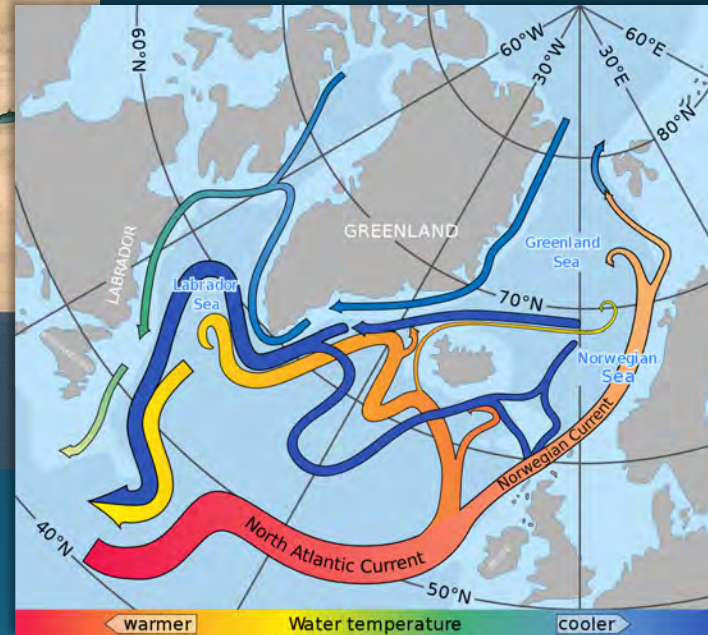 60°N
60°W
30°W
30°E
60°E
80°N
LABRADOR
GREENLAND
Greenland
Sea
Labrador
Sea
70°N
Norwegian
Sea
Norwegian Current
North Atlantic Current
40°N
50°N
warmer
Water temperature
cooler